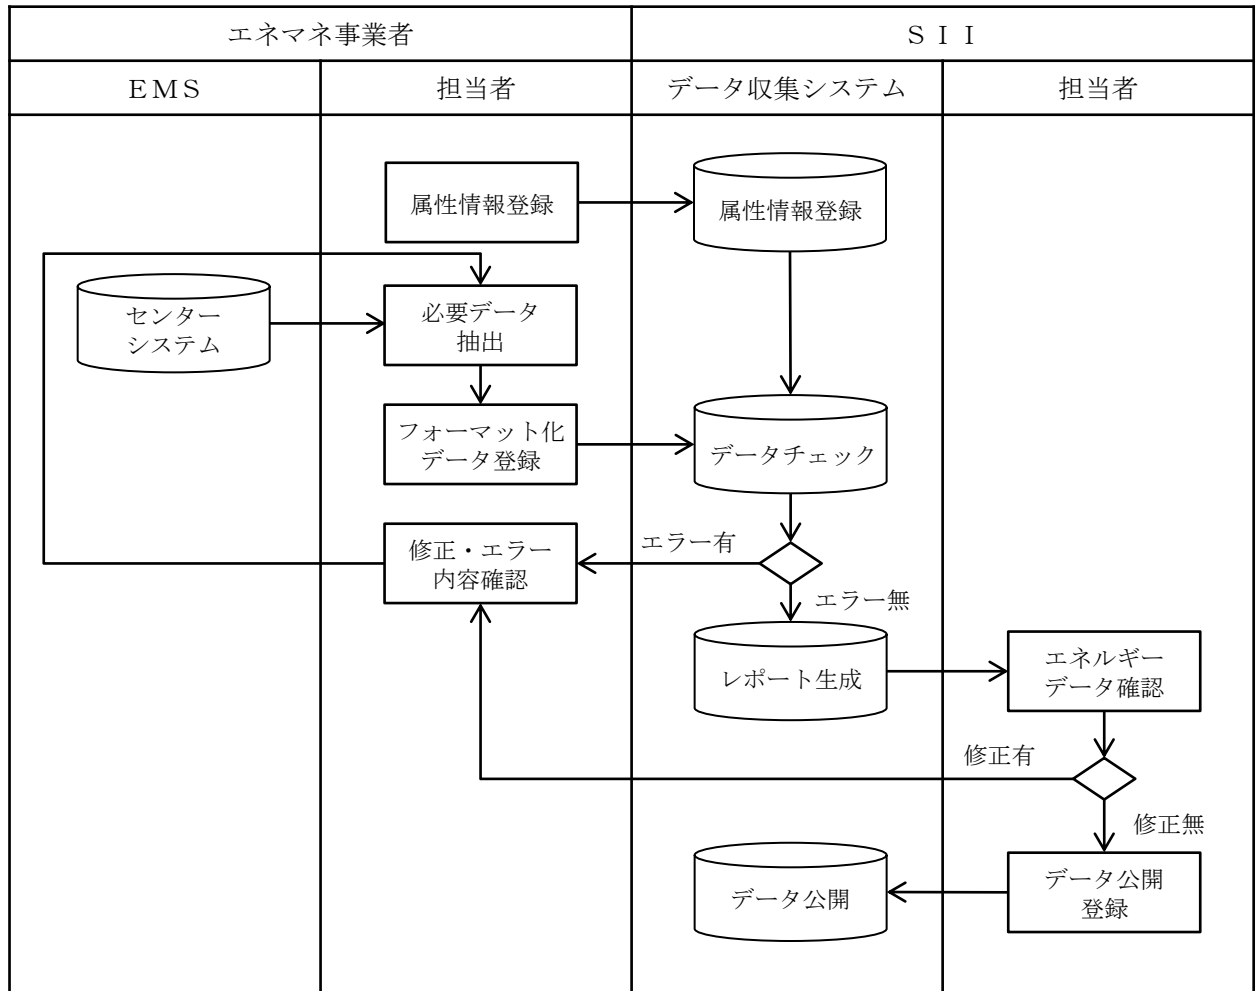 エネマネ事業者
ＳＩＩ
ＥＭＳ
担当者
データ収集システム
担当者
属性情報登録
属性情報登録
センター
システム
必要データ
抽出
フォーマット化
データ登録
データチェック
修正・エラー
内容確認
エラー有
エラー無
レポート生成
エネルギー
データ確認
修正有
修正無
データ公開
データ公開
登録